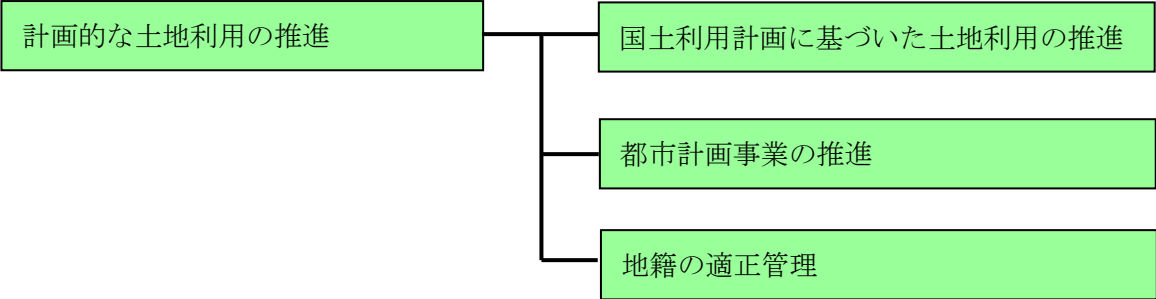 計画的な土地利用の推進
国土利用計画に基づいた土地利用の推進
都市計画事業の推進
地籍の適正管理